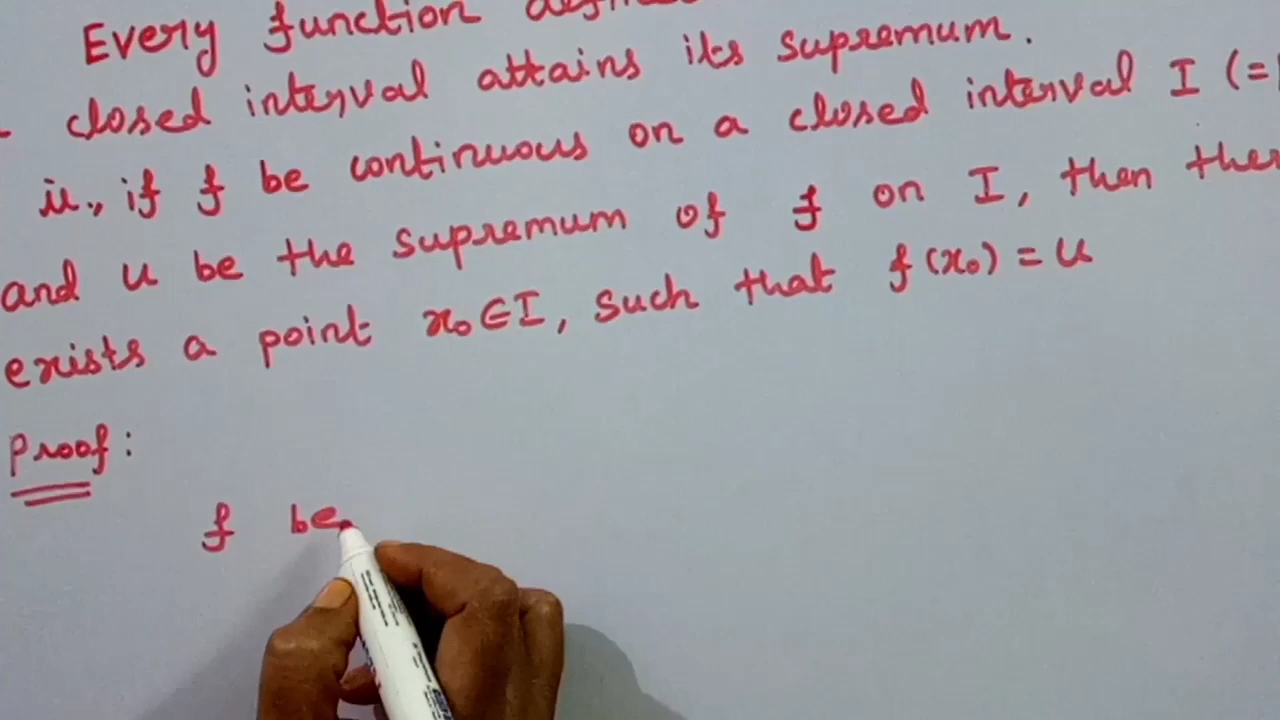 Every function
closed interval attains its supremum.
ie., if f be continuous on a closed interval I (=
and u be the supremum of f on I, then
exists a point x₀∈I, such that f(x₀) = u
Proof:
f be